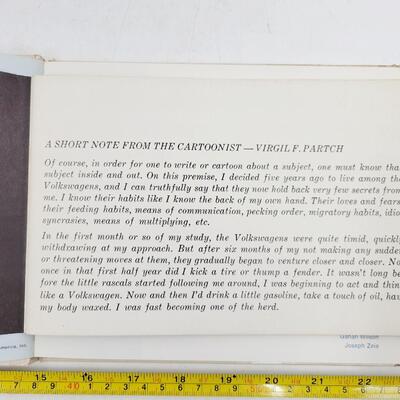 A SHORT NOTE FROM THE CARTOONIST — VIRGIL F. PARTCH
Of course, in order for one to write or cartoon about a subject, one must know that
subject inside and out. On this premise, I decided five years ago to live among the
Volkswagens, and I can truthfully say that they now hold back very few secrets from
me. I know their habits like I know the back of my own hand. Their loves and fears,
their feeding habits, means of communication, pecking order, migratory habits, idio
syncrasies, means of multiplying, etc.
In the first month or so of my study, the Volkswagens were quite timid, quickly
withdrawing at my approach. But after six months of my not making any sudden
or threatening moves at them, they gradually began to venture closer and closer. No
once in that first half year did I kick a tire or thump a fender. It wasn't long be
fore the little rascals started following me around, I was beginning to act and thin
like a Volkswagen. Now and then I'd drink a little gasoline, take a touch of oil, hav
my body waxed. I was fast becoming one of the herd.
Gahan Wilson
Joseph Zeis
America, Inc.
15 16 17 18 19 20 21 22